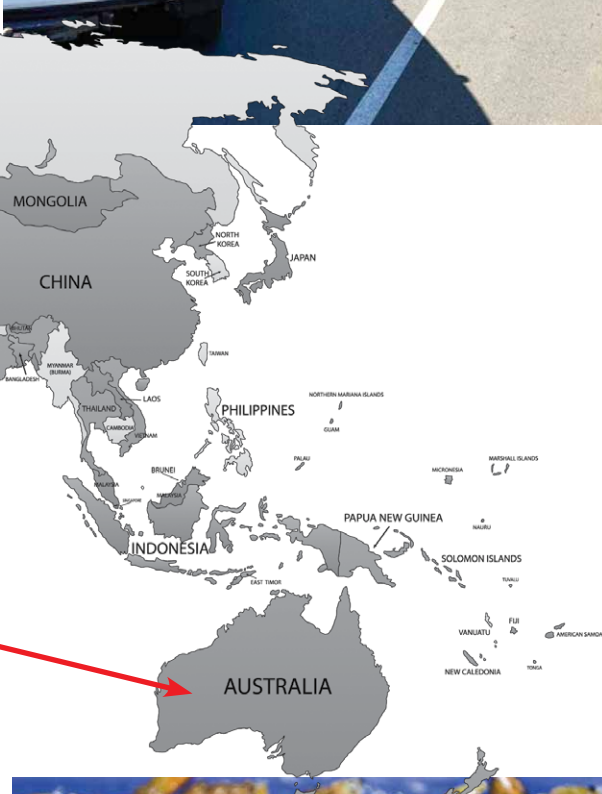 MONGOLIA
NORTH
KOREA
JAPAN
SOUTH
KOREA
CHINA
BHUTAN
TAIWAN
MYANMAR
(BURMA)
BANGLADESH
LAOS
THAILAND
PHILIPPINES
NORTHERN MARIANA ISLANDS
GUAM
CAMBODIA
VIETNAM
PALAU
MARSHALL ISLANDS
MICRONESIA
BRUNEI
MALAYSIA
MALAYSIA
SINGAPORE
PAPUA NEW GUINEA
NAURU
INDONESIA
SOLOMON ISLANDS
EAST TIMOR
TUVALU
FIJI
VANUATU
AMERICAN SAMOA
NEW CALEDONIA
TONGA
AUSTRALIA